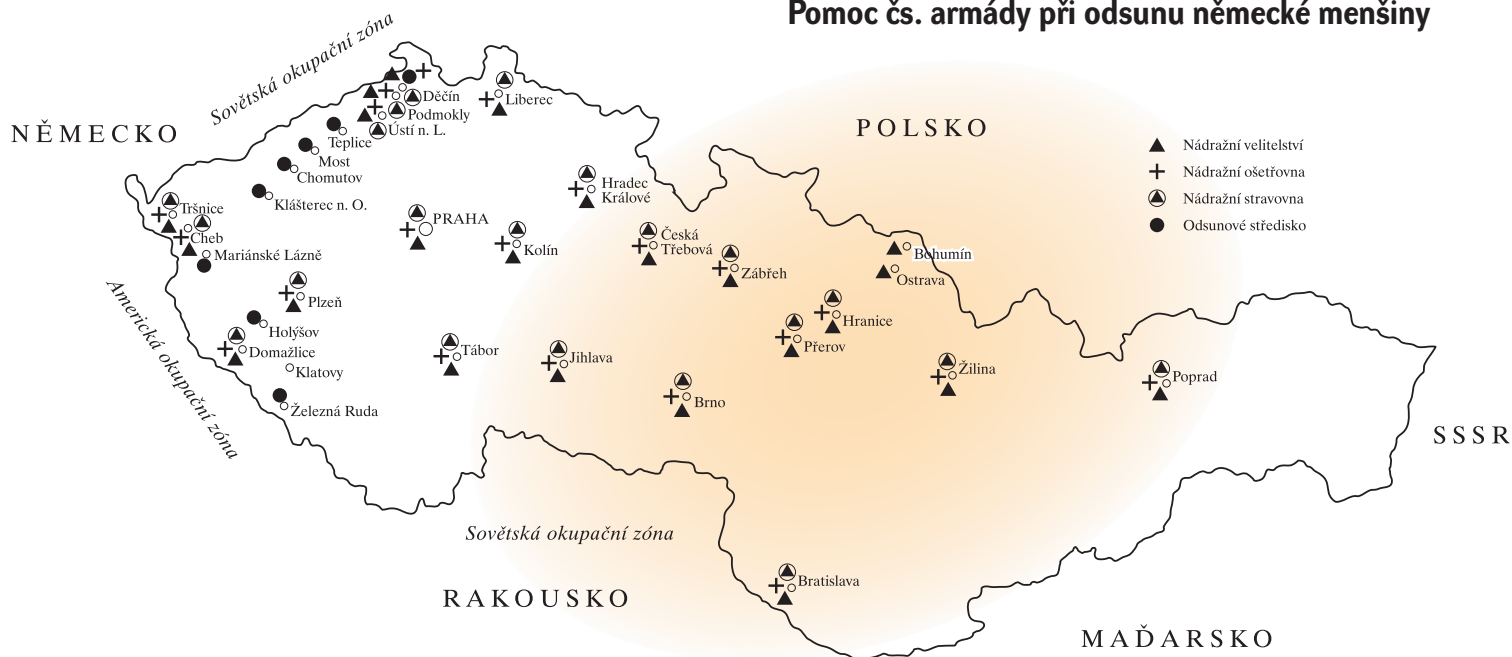 Pomoc čs. armády při odsunu německé menšiny
Sovětská okupační zóna
NĚMECKO
POLSKO
Nádražní velitelství
Nádražní ošetřovna
Nádražní stravovna
Odsunové středisko
Děčín
Liberec
Podmokly
Ústí n. L.
Teplice
Most
Chomutov
Klášterec n. O.
Hradec
Králové
Tršnice
Cheb
Mariánské Lázně
PRAHA
Kolín
Česká
Třebová
Zábřeh
Bohumín
Ostrava
Plzeň
Holýšov
Domažlice
Klatovy
Železná Ruda
Americká okupační zóna
Tábor
Jihlava
Brno
Přerov
Hranice
Žilina
Poprad
SSSR
Sovětská okupační zóna
RAKOUSKO
Bratislava
MAĎARSKO